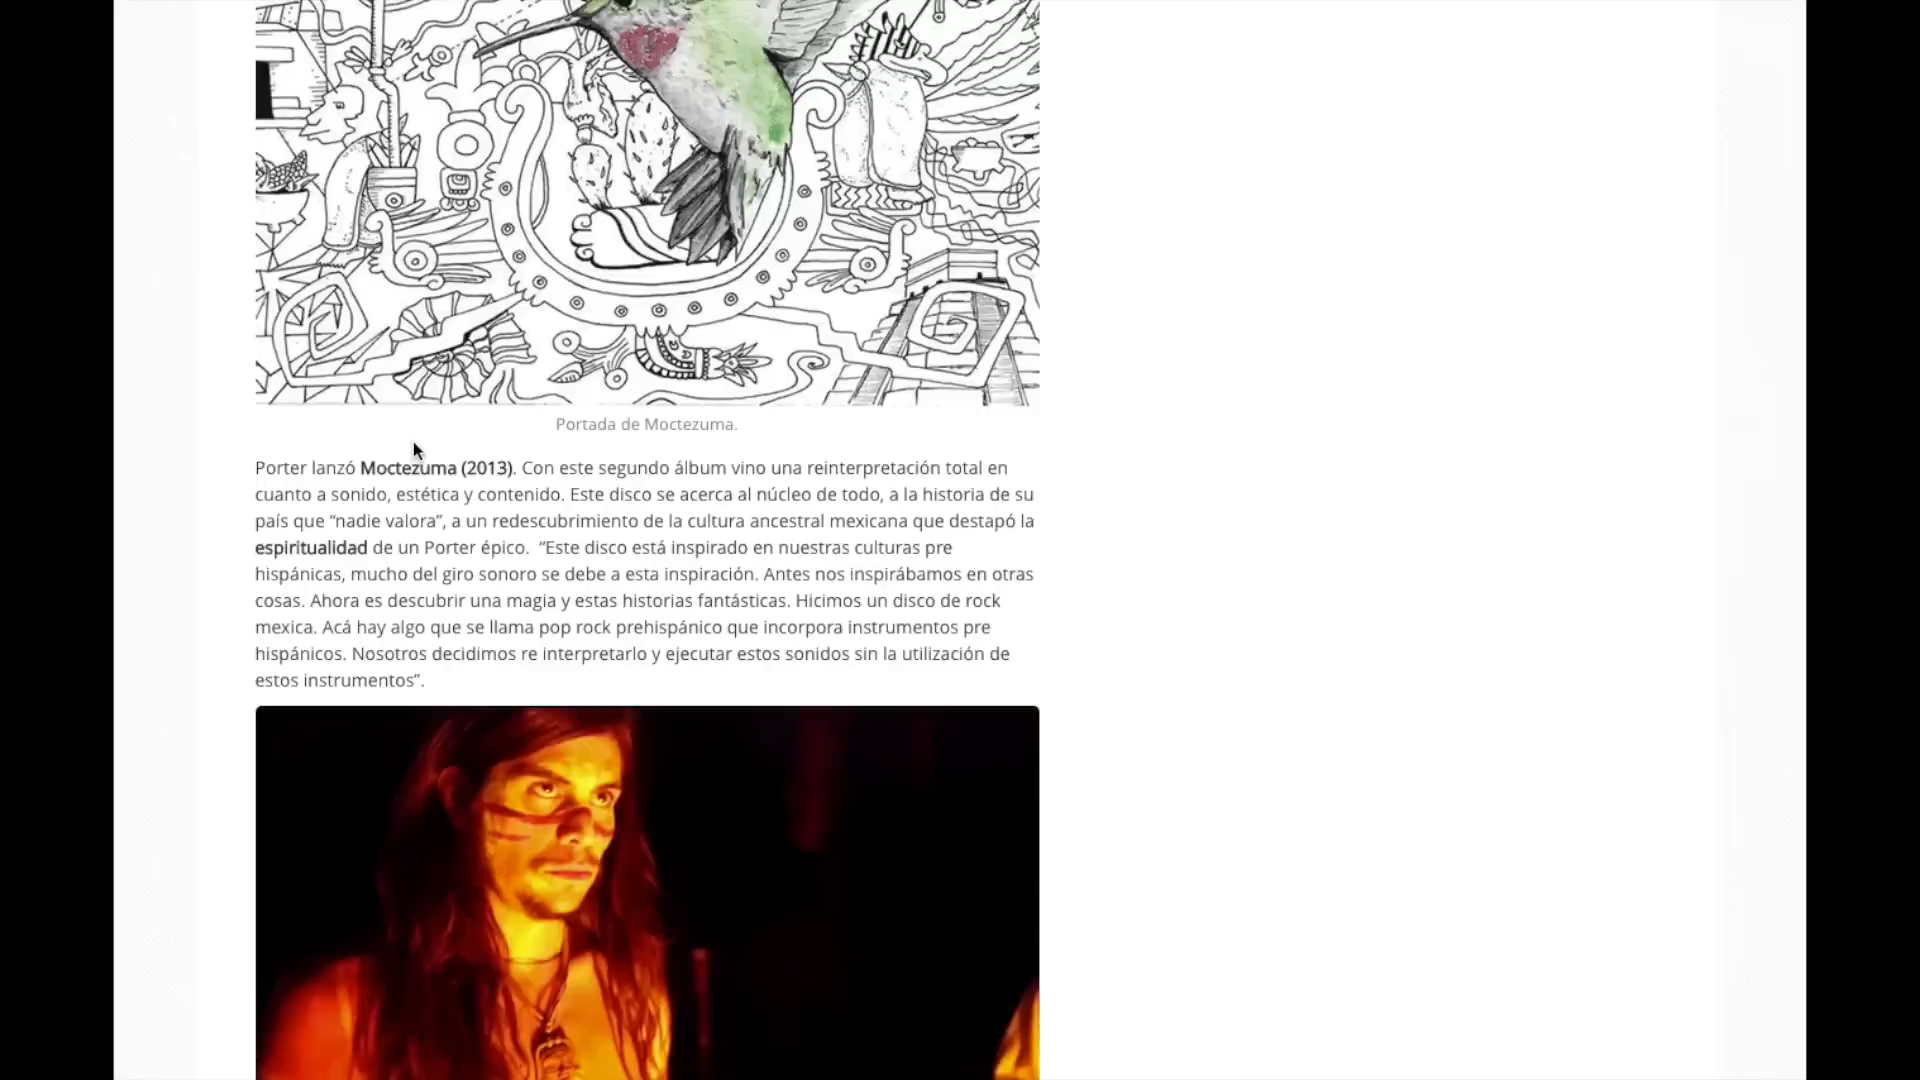 Portada de Moctezuma.
Porter lanzó Moctezuma (2013). Con este segundo álbum vino una reinterpretación total en
cuanto a sonido, estética y contenido. Este disco se acerca al núcleo de todo, a la historia de su
país que “nadie valora”, a un redescubrimiento de la cultura ancestral mexicana que destapó la
espiritualidad de un Porter épico.  “Este disco está inspirado en nuestras culturas pre
hispánicas, mucho del giro sonoro se debe a esta inspiración. Antes nos inspirábamos en otras
cosas. Ahora es descubrir una magia y estas historias fantásticas. Hicimos un disco de rock
mexica. Acá hay algo que se llama pop rock prehispánico que incorpora instrumentos pre
hispánicos. Nosotros decidimos re interpretarlo y ejecutar estos sonidos sin la utilización de
estos instrumentos”.